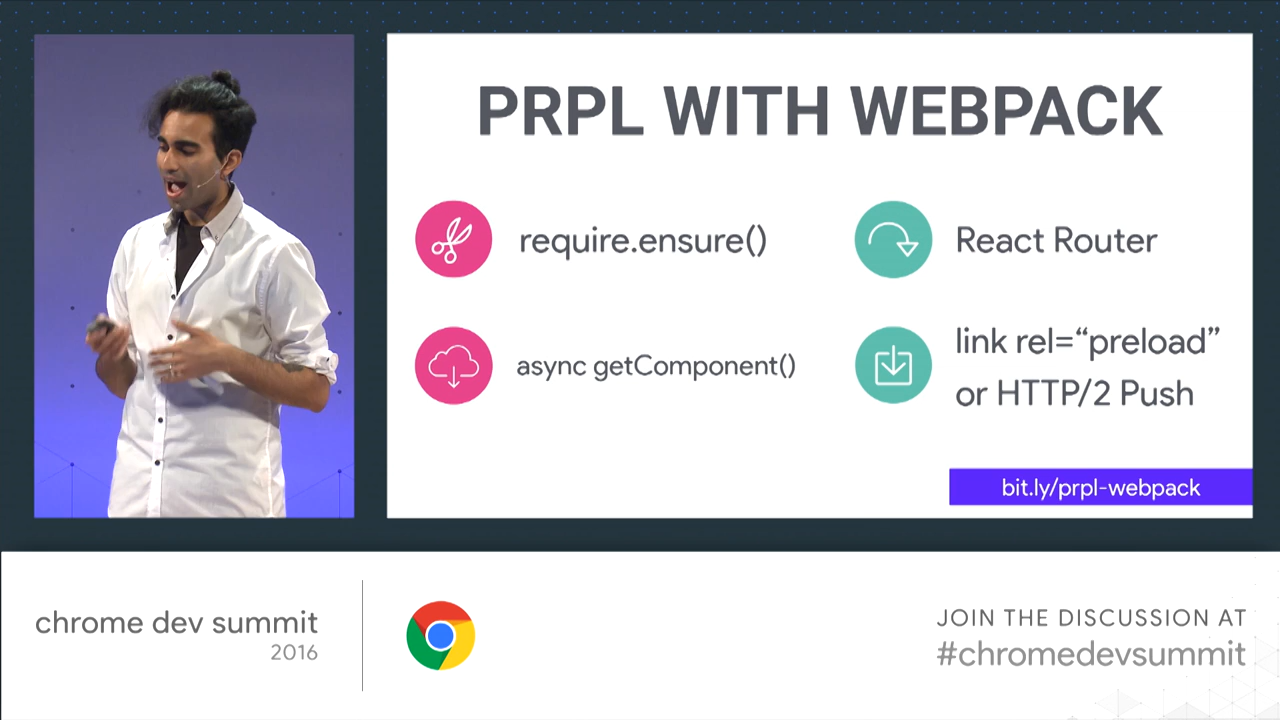 PRPL WITH WEBPACK
require.ensure()
React Router
async getComponent()
link rel=“preload”
or HTTP/2 Push
bit.ly/prpl-webpack
chrome dev summit
2016
JOIN THE DISCUSSION AT
#chromedevsummit